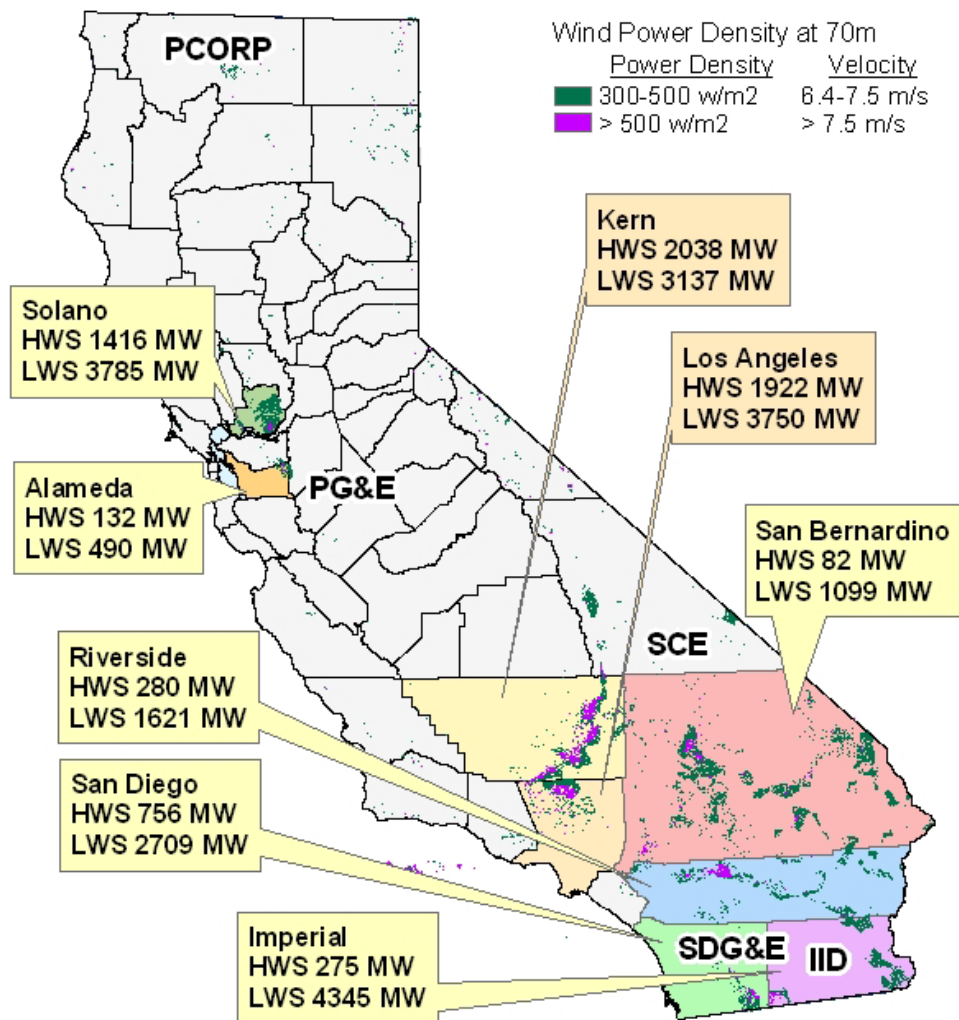 PCORP
Wind Power Density at 70m
Power Density Velocity
300-500 w/m2 6.4-7.5 m/s
> 500 w/m2 > 7.5 m/s
Kern
HWS 2038 MW
LWS 3137 MW
Solano
HWS 1416 MW
LWS 3785 MW
Los Angeles
HWS 1922 MW
LWS 3750 MW
Alameda
HWS 132 MW
LWS 490 MW
PG&E
San Bernardino
HWS 82 MW
LWS 1099 MW
SCE
Riverside
HWS 280 MW
LWS 1621 MW
San Diego
HWS 756 MW
LWS 2709 MW
Imperial
HWS 275 MW
LWS 4345 MW
SDG&E
IID